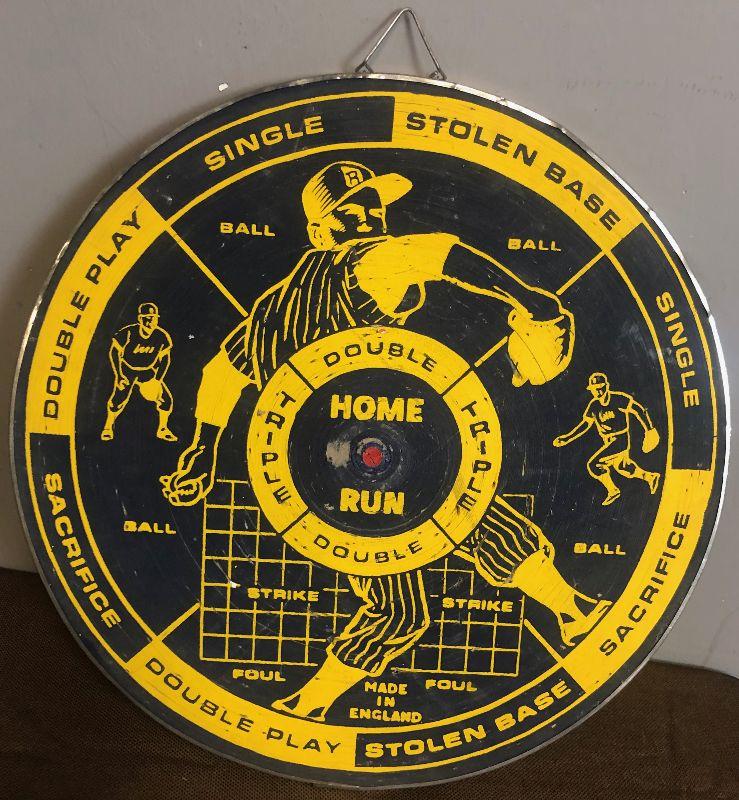 SINGLE
STOLEN BASE
DOUBLE PLAY
BALL
BALL
R
SINGLE
DOUBLE
TRIPLE
HOME
RUN
TRIPLE
DOUBLE
SACRIFICE
BALL
BALL
SACRIFICE
STRIKE
STRIKE
FOUL
FOUL
MADE
IN
ENGLAND
DOUBLE PLAY
STOLEN BASE